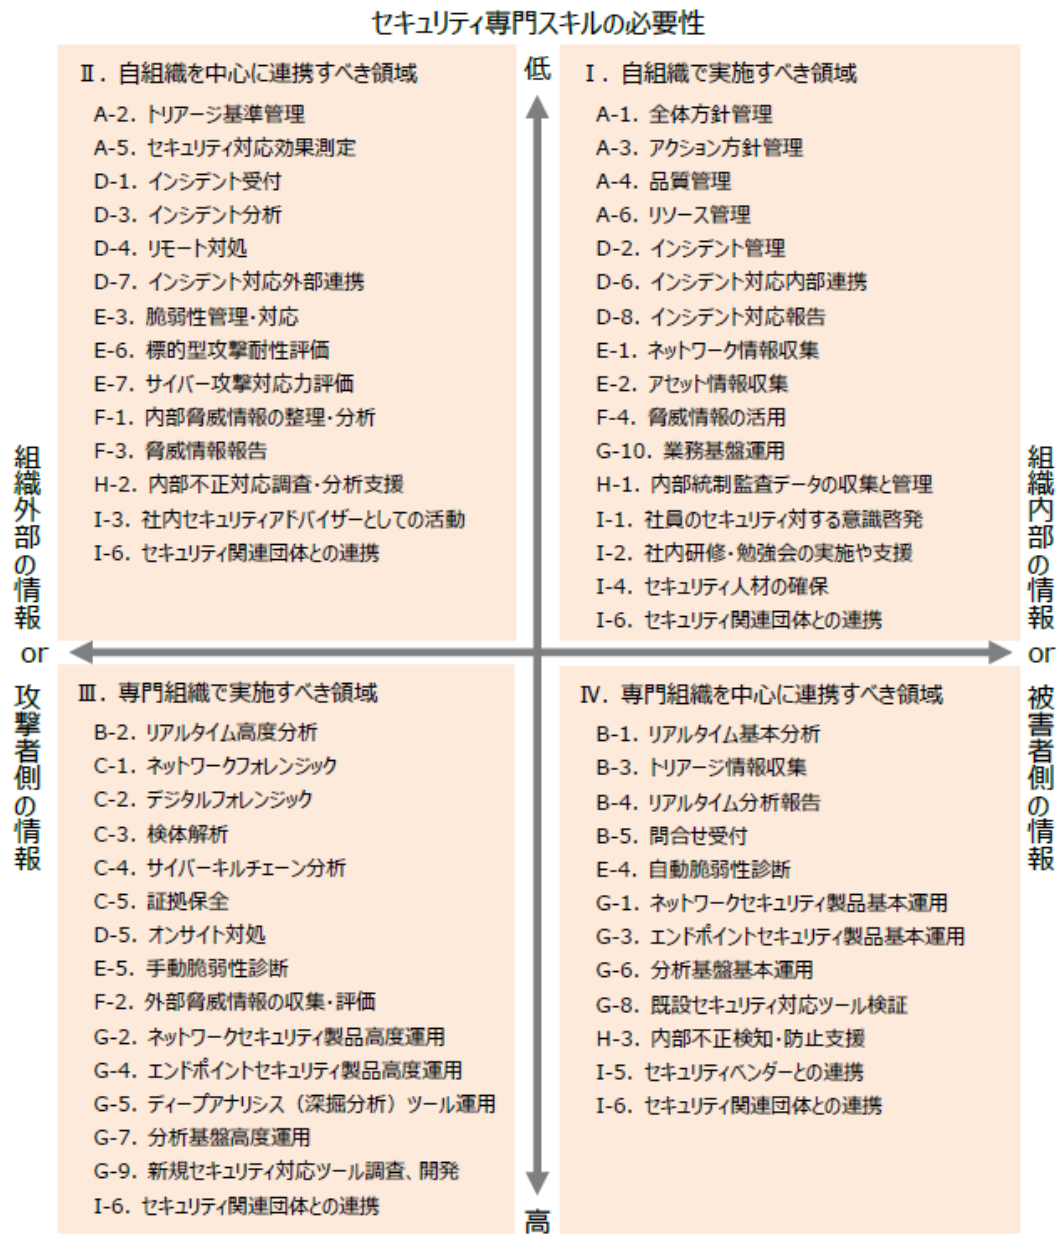 セキュリティ専門スキルの必要性
低
Ⅱ. 自組織を中心に連携すべき領域
A-2. トリアージ基準管理
A-5. セキュリティ対応効果測定
D-1. インシデント受付
D-3. インシデント分析
D-4. リモート対処
D-7. インシデント対応外部連携
E-3. 脆弱性管理・対応
E-6. 標的型攻撃耐性評価
E-7. サイバー攻撃対応力評価
F-1. 内部脅威情報の整理・分析
F-3. 脅威情報報告
H-2. 内部不正対応調査・分析支援
I-3. 社内セキュリティアドバイザーとしての活動
I-6. セキュリティ関連団体との連携
Ⅰ. 自組織で実施すべき領域
A-1. 全体方針管理
A-3. アクション方針管理
A-4. 品質管理
A-6. リソース管理
D-2. インシデント管理
D-6. インシデント対応内部連携
D-8. インシデント対応報告
E-1. ネットワーク情報収集
E-2. アセット情報収集
F-4. 脅威情報の活用
G-10. 業務基盤運用
H-1. 内部統制監査データの収集と管理
I-1. 社員のセキュリティ対する意識啓発
I-2. 社内研修・勉強会の実施や支援
I-4. セキュリティ人材の確保
I-6. セキュリティ関連団体との連携
組織外部の情報
or
攻撃者側の情報
組織内部の情報
or
被害者側の情報
Ⅲ. 専門組織で実施すべき領域
B-2. リアルタイム高度分析
C-1. ネットワークフォレンジック
C-2. デジタルフォレンジック
C-3. 検体解析
C-4. サイバーキルチェーン分析
C-5. 証拠保全
D-5. オンサイト対処
E-5. 手動脆弱性診断
F-2. 外部脅威情報の収集・評価
G-2. ネットワークセキュリティ製品高度運用
G-4. エンドポイントセキュリティ製品高度運用
G-5. ディープアナリシス（深掘分析）ツール運用
G-7. 分析基盤高度運用
G-9. 新規セキュリティ対応ツール調査、開発
I-6. セキュリティ関連団体との連携
Ⅳ. 専門組織を中心に連携すべき領域
B-1. リアルタイム基本分析
B-3. トリアージ情報収集
B-4. リアルタイム分析報告
B-5. 問合せ受付
E-4. 自動脆弱性診断
G-1. ネットワークセキュリティ製品基本運用
G-3. エンドポイントセキュリティ製品基本運用
G-6. 分析基盤基本運用
G-8. 既設セキュリティ対応ツール検証
H-3. 内部不正検知・防止支援
I-5. セキュリティベンダーとの連携
I-6. セキュリティ関連団体との連携
高